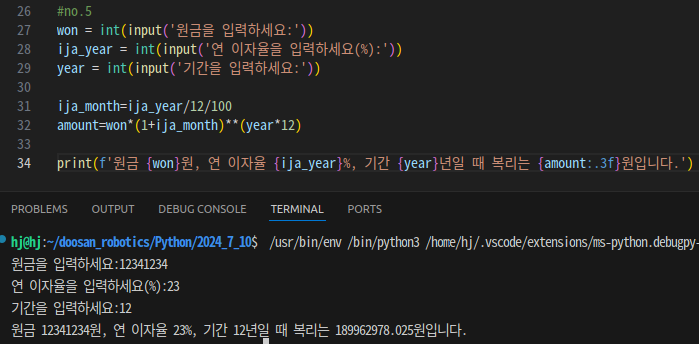 26 #no.5
27 won = int(input('원금을 입력하세요:'))
28 ija_year = int(input('연 이자율을 입력하세요(%):'))
29 year = int(input('기간을 입력하세요:'))
30
31 ija_month=ija_year/12/100
32 amount=won*(1+ija_month)**(year*12)
33
34 print(f'원금 {won}원, 연 이자율 {ija_year}%, 기간 {year}년일 때 복리는 {amount:.3f}원입니다.')
PROBLEMS OUTPUT DEBUG CONSOLE TERMINAL PORTS
hj@hj:~/doosan_robotics/Python/2024_7_10$ /usr/bin/env /bin/python3 /home/hj/.vscode/extensions/ms-python.debugpy-
원금을 입력하세요:12341234
연 이자율을 입력하세요(%):23
기간을 입력하세요:12
원금 12341234원, 연 이자율 23%, 기간 12년일 때 복리는 189962978.025원입니다.